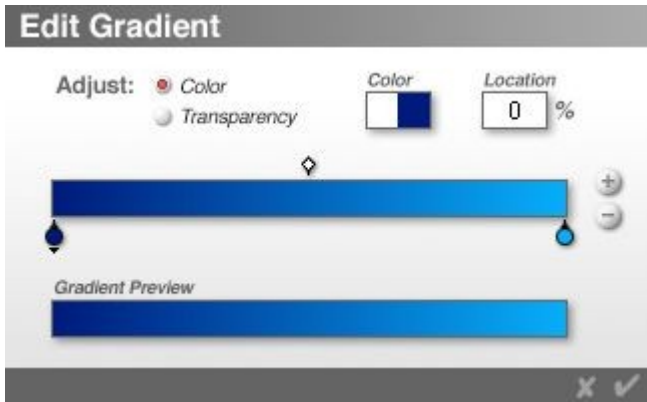 Edit Gradient
Adjust:
Color
Transparency
Color
Location
0 %
Gradient Preview